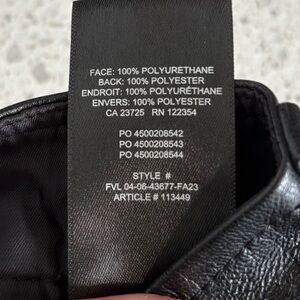 FACE: 100% POLYURETHANE
BACK: 100% POLYESTER
ENDROIT: 100% POLYURÉTHANE
ENVERS: 100% POLYESTER
CA 23725 RN 122354
PO 4500208542
PO 4500208543
PO 4500208544
STYLE #
FVL 04-06-43677-FA23
ARTICLE # 113449